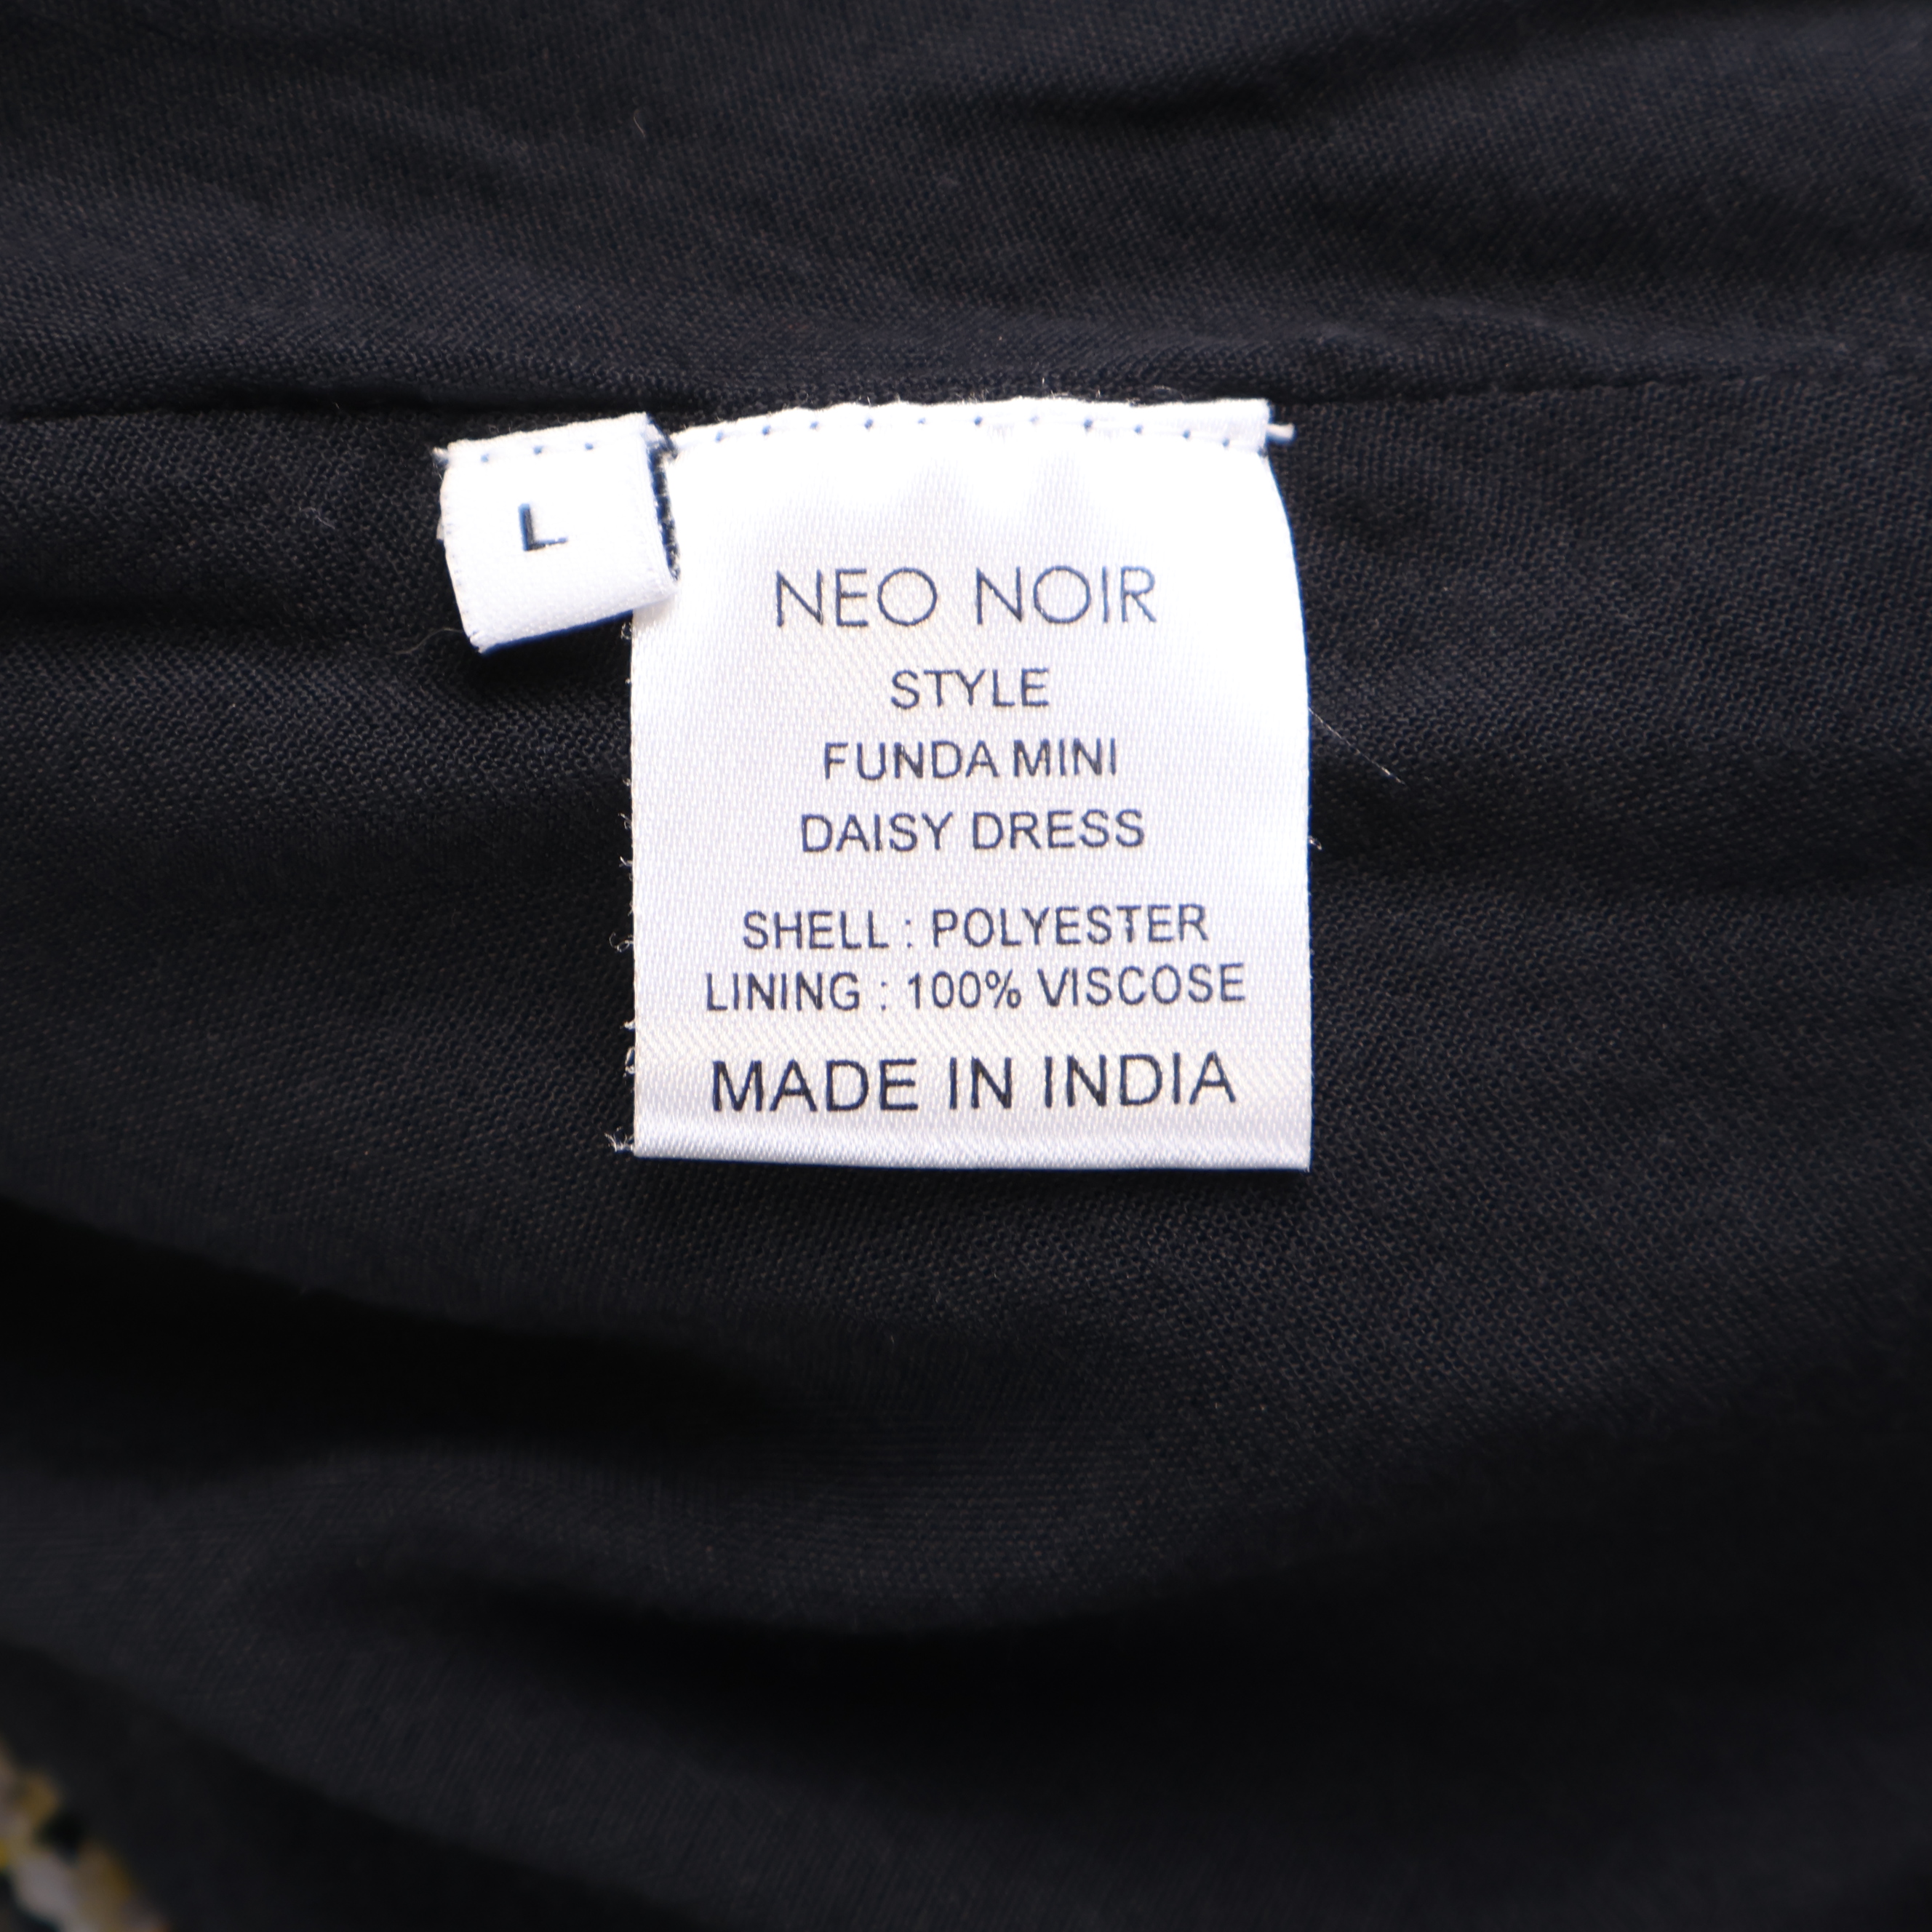 L
NEO NOIR
STYLE
FUNDA MINI
DAISY DRESS
SHELL : POLYESTER
LINING : 100% VISCOSE
MADE IN INDIA